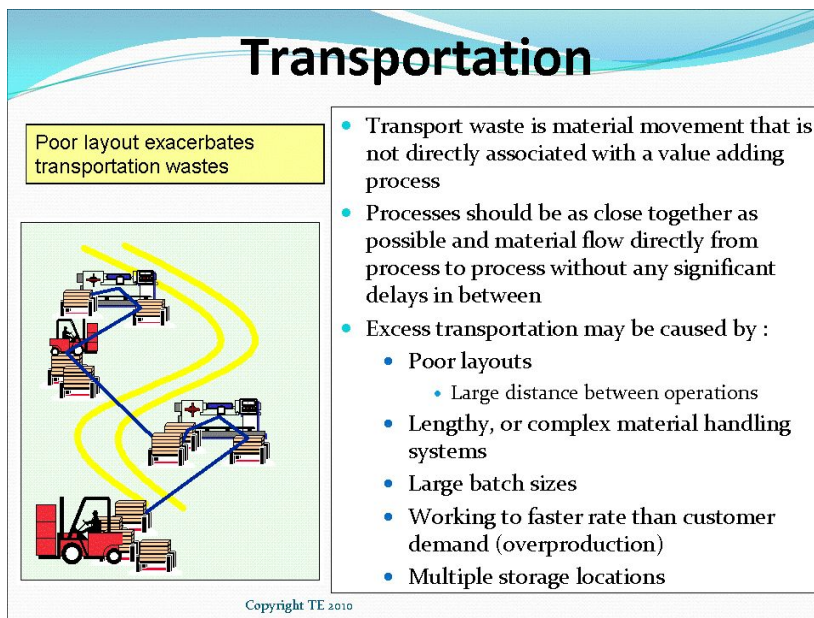 Transportation
Poor layout exacerbates
transportation wastes
• Transport waste is material movement that is
not directly associated with a value adding
process
• Processes should be as close together as
possible and material flow directly from
process to process without any significant
delays in between
• Excess transportation may be caused by :
• Poor layouts
• Large distance between operations
• Lengthy, or complex material handling
systems
• Large batch sizes
• Working to faster rate than customer
demand (overproduction)
• Multiple storage locations
Copyright TE 2010